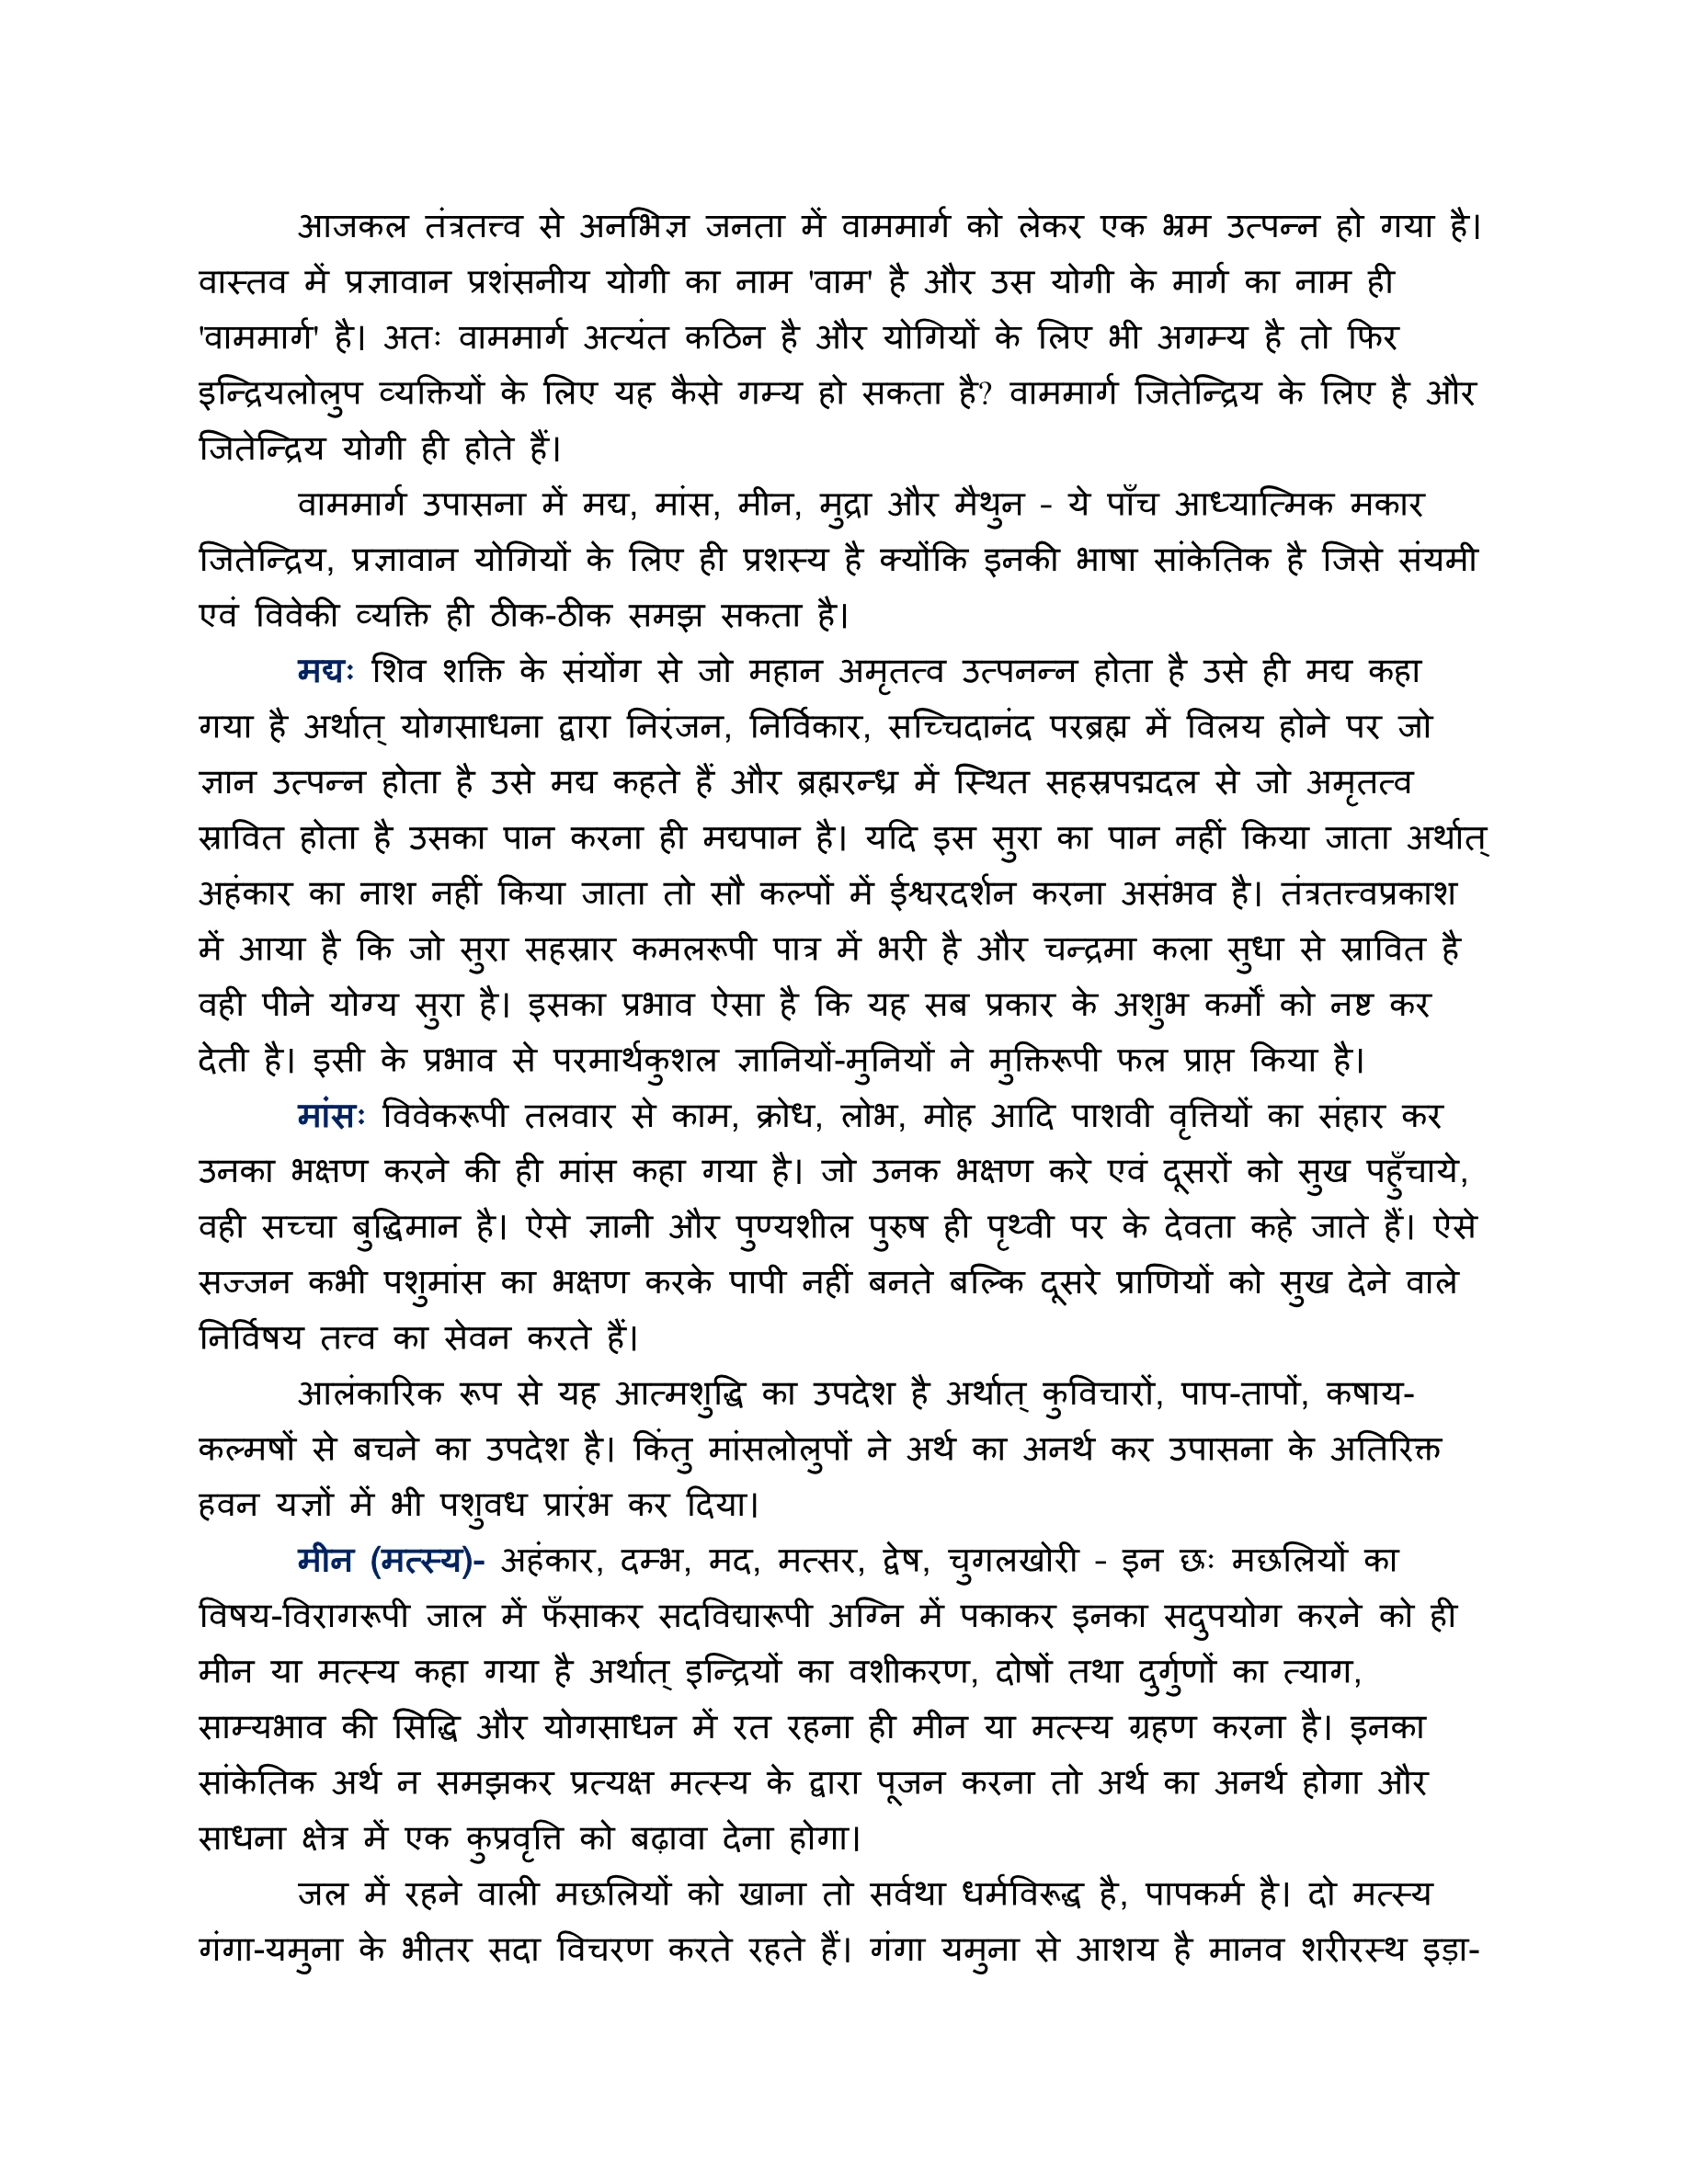 आजकल तंत्रतत्त्व से अनभिज्ञ जनता में वाममार्ग को लेकर एक भ्रम उत्पन्न हो गया है।
वास्तव में प्रज्ञावान प्रशंसनीय योगी का नाम 'वाम' है और उस योगी के मार्ग का नाम ही
'वाममार्ग' है। अतः वाममार्ग अत्यंत कठिन है और योगियों के लिए भी अगम्य है तो फिर
इन्द्रियलोलुप व्यक्तियों के लिए यह कैसे गम्य हो सकता है? वाममार्ग जितेन्द्रिय के लिए है और
जितेन्द्रिय योगी ही होते हैं।
वाममार्ग उपासना में मद्य, मांस, मीन, मुद्रा और मैथुन – ये पाँच आध्यात्मिक मकार
जितेन्द्रिय, प्रज्ञावान योगियों के लिए ही प्रशस्य है क्योंकि इनकी भाषा सांकेतिक है जिसे संयमी
एवं विवेकी व्यक्ति ही ठीक-ठीक समझ सकता है।
मद्यः शिव शक्ति के संयोंग से जो महान अमृतत्व उत्पनन्न होता है उसे ही मद्य कहा
गया है अर्थात् योगसाधना द्वारा निरंजन, निर्विकार, सच्चिदानंद परब्रह्म में विलय होने पर जो
ज्ञान उत्पन्न होता है उसे मद्य कहते हैं और ब्रह्मरन्ध्र में स्थित सहस्रपद्मदल से जो अमृतत्व
स्रावित होता है उसका पान करना ही मद्यपान है। यदि इस सुरा का पान नहीं किया जाता अर्थात्
अहंकार का नाश नहीं किया जाता तो सौ कल्पों में ईश्वरदर्शन करना असंभव है। तंत्रतत्त्वप्रकाश
में आया है कि जो सुरा सहस्रार कमलरूपी पात्र में भरी है और चन्द्रमा कला सुधा से स्रावित है
वही पीने योग्य सुरा है। इसका प्रभाव ऐसा है कि यह सब प्रकार के अशुभ कर्मों को नष्ट कर
देती है। इसी के प्रभाव से परमार्थकुशल ज्ञानियों-मुनियों ने मुक्तिरूपी फल प्राप्त किया है।
मांसः विवेकरूपी तलवार से काम, क्रोध, लोभ, मोह आदि पाशवी वृत्तियों का संहार कर
उनका भक्षण करने की ही मांस कहा गया है। जो उनक भक्षण करे एवं दूसरों को सुख पहुँचाये,
वही सच्चा बुद्धिमान है। ऐसे ज्ञानी और पुण्यशील पुरुष ही पृथ्वी पर के देवता कहे जाते हैं। ऐसे
सज्जन कभी पशुमांस का भक्षण करके पापी नहीं बनते बल्कि दूसरे प्राणियों को सुख देने वाले
निर्विषय तत्त्व का सेवन करते हैं।
आलंकारिक रूप से यह आत्मशुद्धि का उपदेश है अर्थात् कुविचारों, पाप-तापों, कषाय-
कल्मषों से बचने का उपदेश है। किंतु मांसलोलुपों ने अर्थ का अनर्थ कर उपासना के अतिरिक्त
हवन यज्ञों में भी पशुवध प्रारंभ कर दिया।
मीन (मत्स्य)- अहंकार, दम्भ, मद, मत्सर, द्वेष, चुगलखोरी – इन छः मछलियों का
विषय-विरागरूपी जाल में फँसाकर सदविद्यारूपी अग्नि में पकाकर इनका सदुपयोग करने को ही
मीन या मत्स्य कहा गया है अर्थात् इन्द्रियों का वशीकरण, दोषों तथा दुर्गुणों का त्याग,
साम्यभाव की सिद्धि और योगसाधन में रत रहना ही मीन या मत्स्य ग्रहण करना है। इनका
सांकेतिक अर्थ न समझकर प्रत्यक्ष मत्स्य के द्वारा पूजन करना तो अर्थ का अनर्थ होगा और
साधना क्षेत्र में एक कुप्रवृत्ति को बढ़ावा देना होगा।
जल में रहने वाली मछलियों को खाना तो सर्वथा धर्मविरूद्ध है, पापकर्म है। दो मत्स्य
गंगा-यमुना के भीतर सदा विचरण करते रहते हैं। गंगा यमुना से आशय है मानव शरीरस्थ इड़ा-